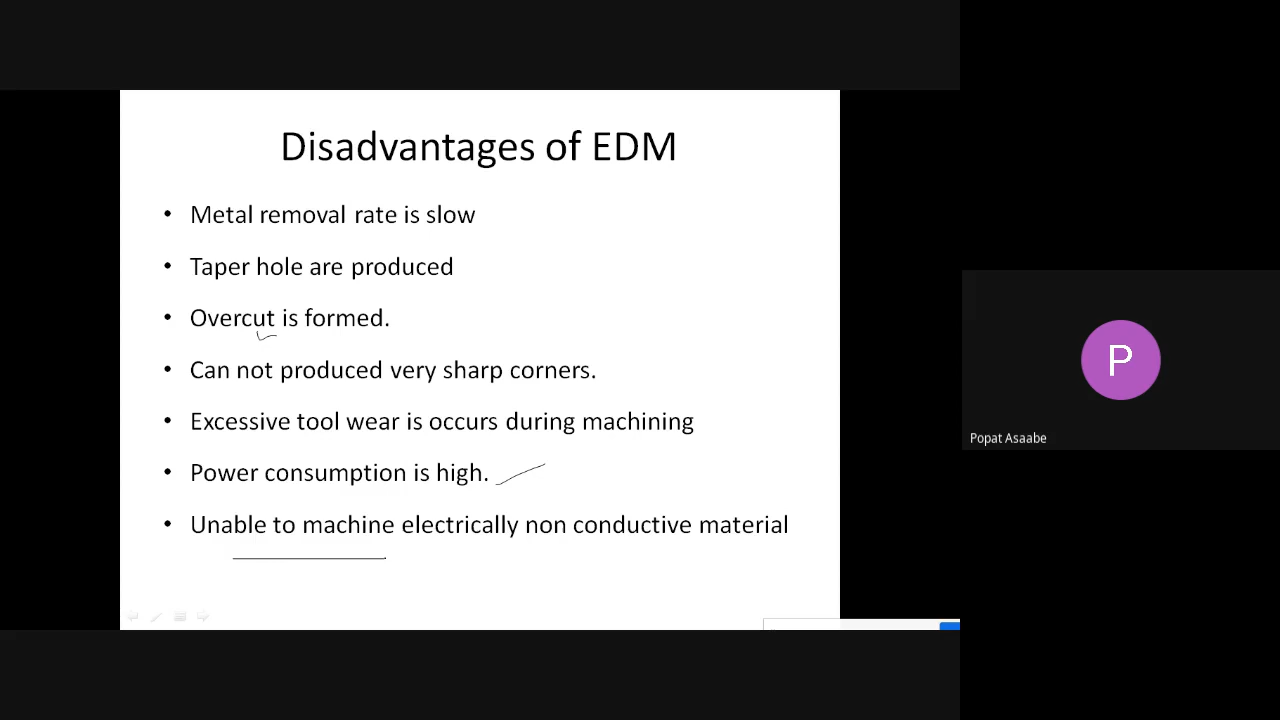 Disadvantages of EDM
• Metal removal rate is slow
• Taper hole are produced
• Overcut is formed.
• Can not produced very sharp corners.
• Excessive tool wear is occurs during machining
• Power consumption is high.
• Unable to machine electrically non conductive material
P
Popat Asaabe